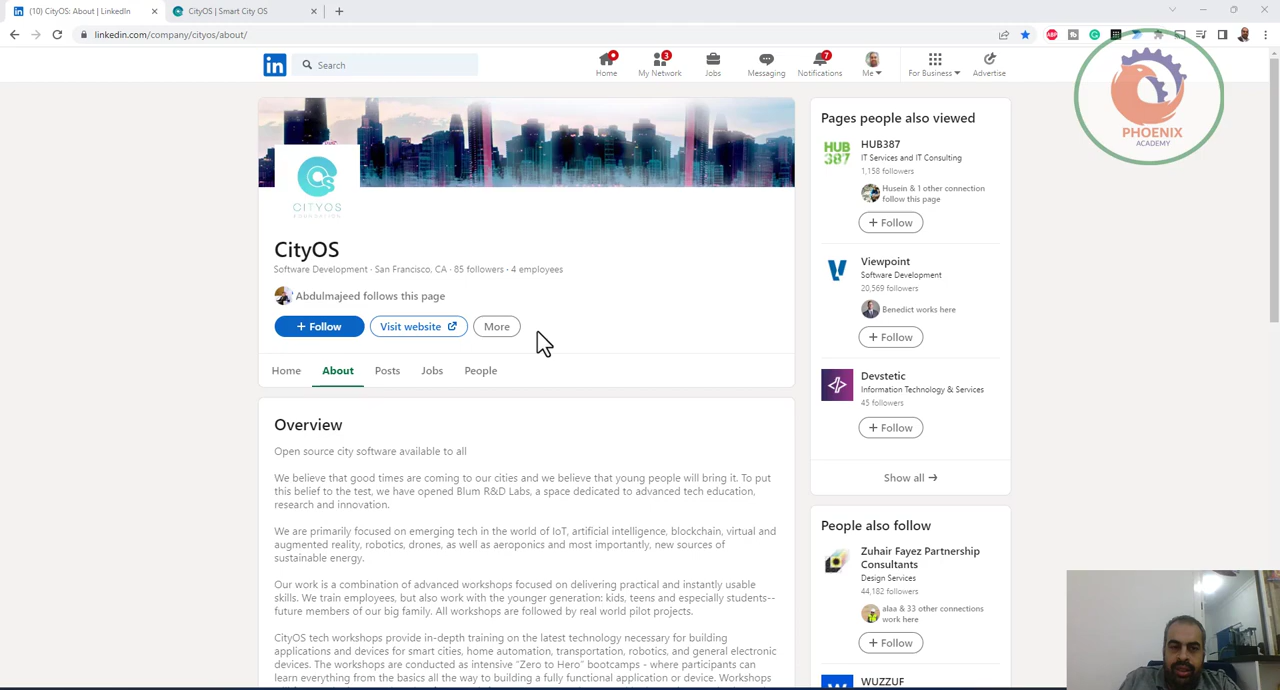 (10) CityOS: About | LinkedIn
CityOS | Smart City OS
linkedin.com/company/cityos/about/
ABP
in
Search
Home
3
My Network
Jobs
Messaging
7
Notifications
Me
For Business
Advertise
PHOENIX
ACADEMY
CITYOS
FOUNDATION
CityOS
Software Development · San Francisco, CA · 85 followers · 4 employees
Abdulmajeed follows this page
+ Follow
Visit website
More
Home
About
Posts
Jobs
People
Overview
Open source city software available to all
We believe that good times are coming to our cities and we believe that young people will bring it. To put
this belief to the test, we have opened Blum R&D Labs, a space dedicated to advanced tech education,
research and innovation.
We are primarily focused on emerging tech in the world of IoT, artificial intelligence, blockchain, virtual and
augmented reality, robotics, drones, as well as aeroponics and most importantly, new sources of
sustainable energy.
Our work is a combination of advanced workshops focused on delivering practical and instantly usable
skills. We train employees, but also work with the younger generation: kids, teens and especially students--
future members of our big family. All workshops are followed by real world pilot projects.
CityOS tech workshops provide in-depth training on the latest technology necessary for building
applications and devices for smart cities, home automation, transportation, robotics, and general electronic
devices. The workshops are conducted as intensive “Zero to Hero” bootcamps - where participants can
learn everything from the basics all the way to building a fully functional application or device. Workshops
Pages people also viewed
HUB
387
HUB387
IT Services and IT Consulting
1,158 followers
Husein & 1 other connection
follow this page
+ Follow
Viewpoint
Software Development
20,569 followers
Benedict works here
+ Follow
Devstetic
Information Technology & Services
45 followers
+ Follow
Show all →
People also follow
Zuhair Fayez Partnership
Consultants
Design Services
44,182 followers
alaa & 33 other connections
work here
+ Follow
WUZZUF